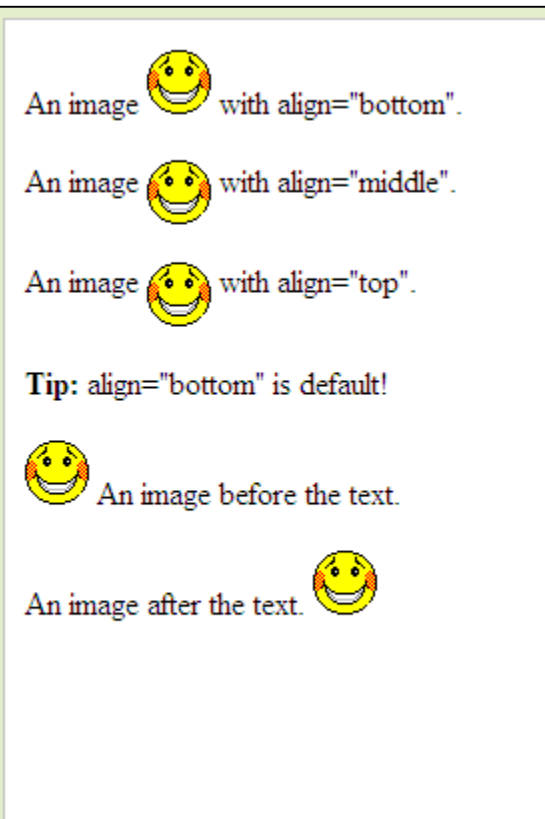 An image with align="bottom".
An image with align="middle".
An image with align="top".
Tip: align="bottom" is default!
An image before the text.
An image after the text.